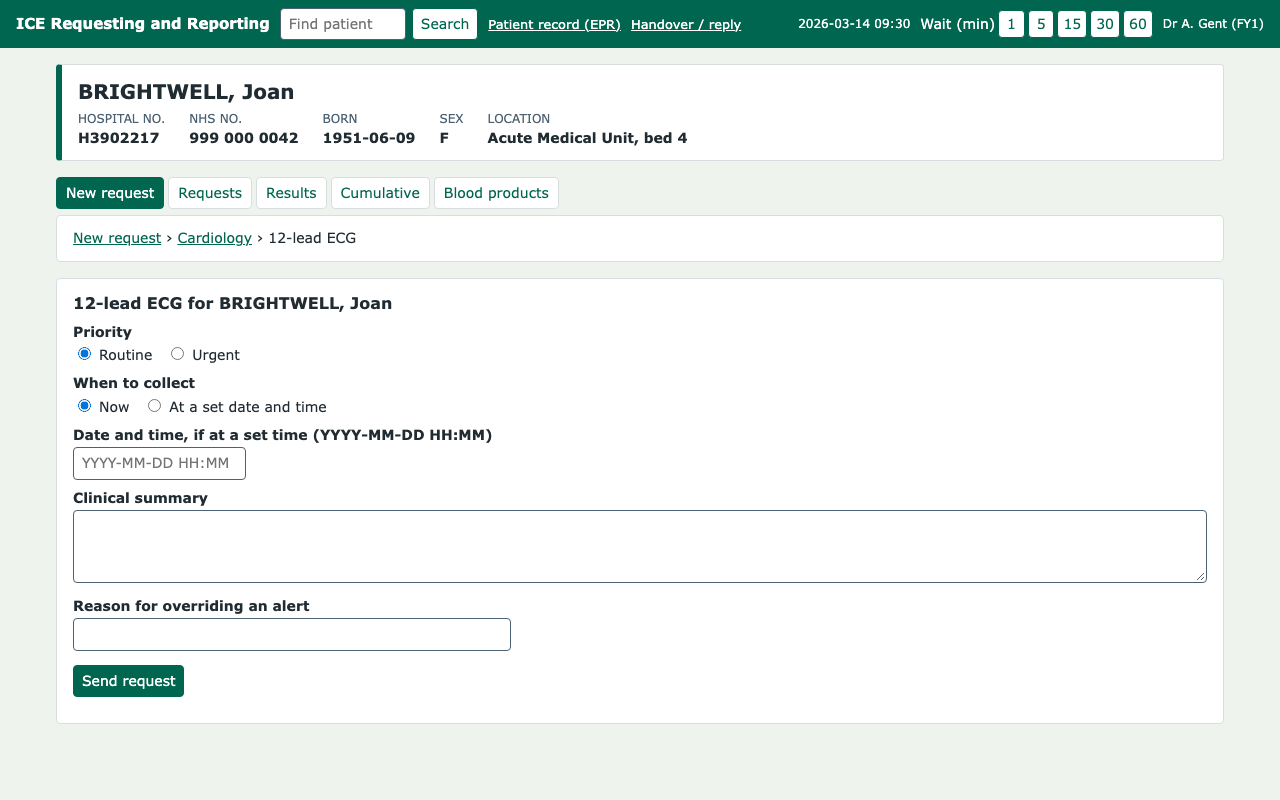 ICE Requesting and Reporting Find patient Search Patient record (EPR) Handover / reply 2026-03-14 09:30 Wait (min) 1 5 15 30 60 Dr A. Gent (FY1)
BRIGHTWELL, Joan
HOSPITAL NO. NHS NO. BORN SEX LOCATION
H3902217 999 000 0042 1951-06-09 F Acute Medical Unit, bed 4
New request Requests Results Cumulative Blood products
New request › Cardiology › 12-lead ECG
12-lead ECG for BRIGHTWELL, Joan
Priority
Routine Urgent
When to collect
Now At a set date and time
Date and time, if at a set time (YYYY-MM-DD HH:MM)
YYYY-MM-DD HH:MM
Clinical summary
Reason for overriding an alert
Send request